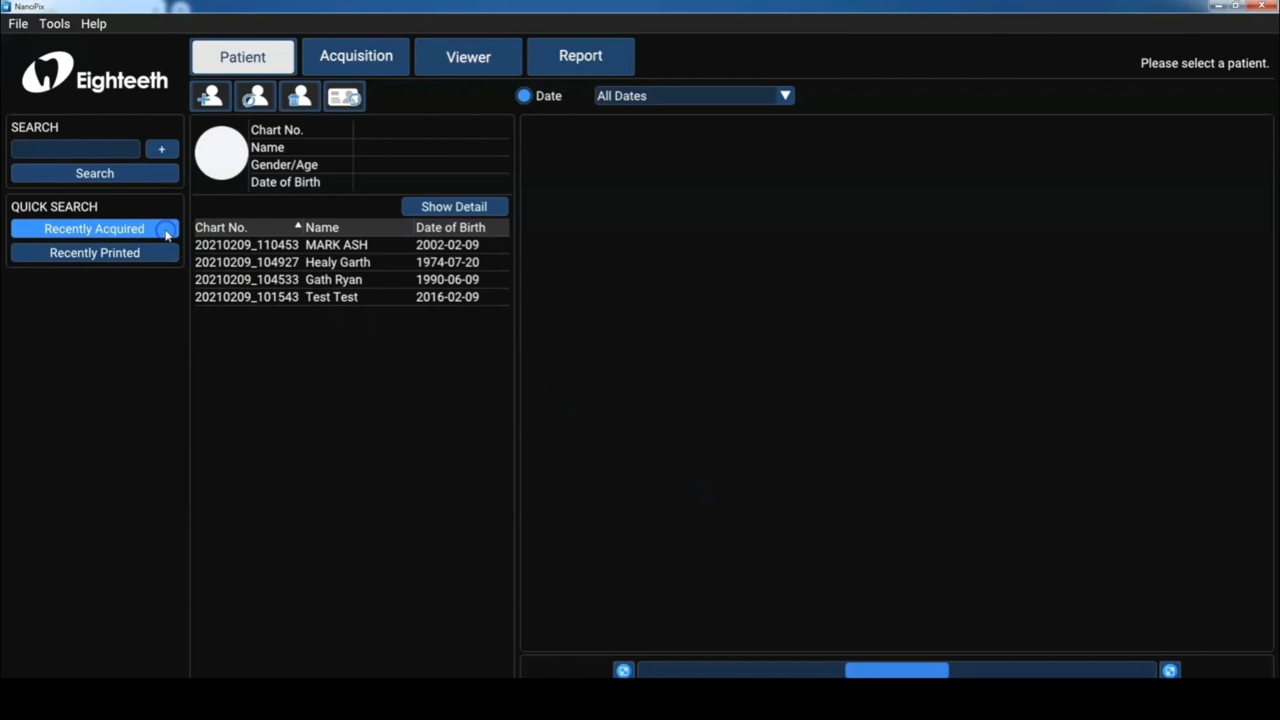 NanoPix
File Tools Help
Eighteeth
Patient Acquisition Viewer Report
Please select a patient.
Date All Dates
SEARCH
+
Search
QUICK SEARCH
Recently Acquired
Recently Printed
Chart No.
Name
Gender/Age
Date of Birth
Show Detail
Chart No. Name Date of Birth
20210209_110453 MARK ASH 2002-02-09
20210209_104927 Healy Garth 1974-07-20
20210209_104533 Gath Ryan 1990-06-09
20210209_101543 Test Test 2016-02-09